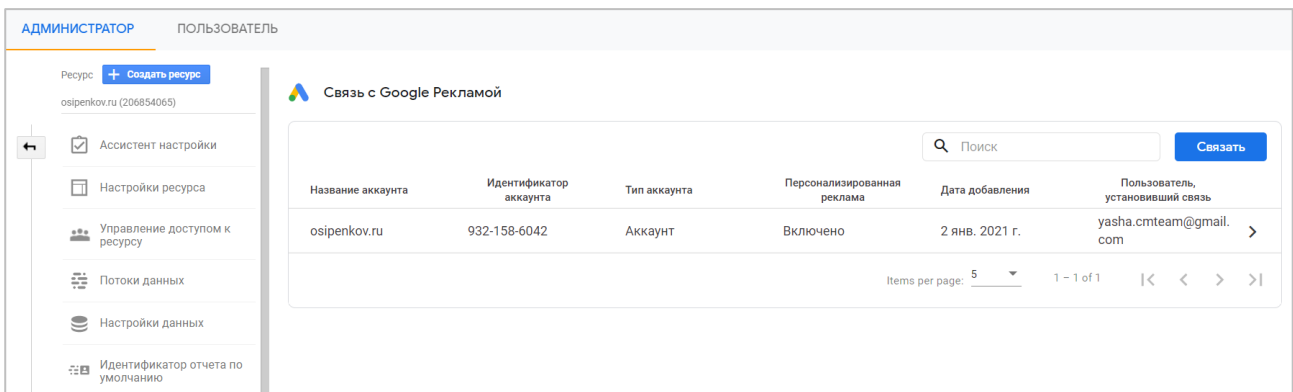 АДМИНИСТРАТОР ПОЛЬЗОВАТЕЛЬ
Ресурс + Создать ресурс
osipenkov.ru (206854065)
Ассистент настройки
Настройки ресурса
Управление доступом к
ресурсу
Потоки данных
Настройки данных
Идентификатор отчета по
умолчанию
Связь с Google Рекламой
Поиск Связать
Название аккаунта
Идентификатор
аккаунта
Тип аккаунта
Персонализированная
реклама
Дата добавления
Пользователь,
установивший связь
osipenkov.ru
932-158-6042
Аккаунт
Включено
2 янв. 2021 г.
yasha.cmteam@gmail.
com
Items per page: 5 1 – 1 of 1